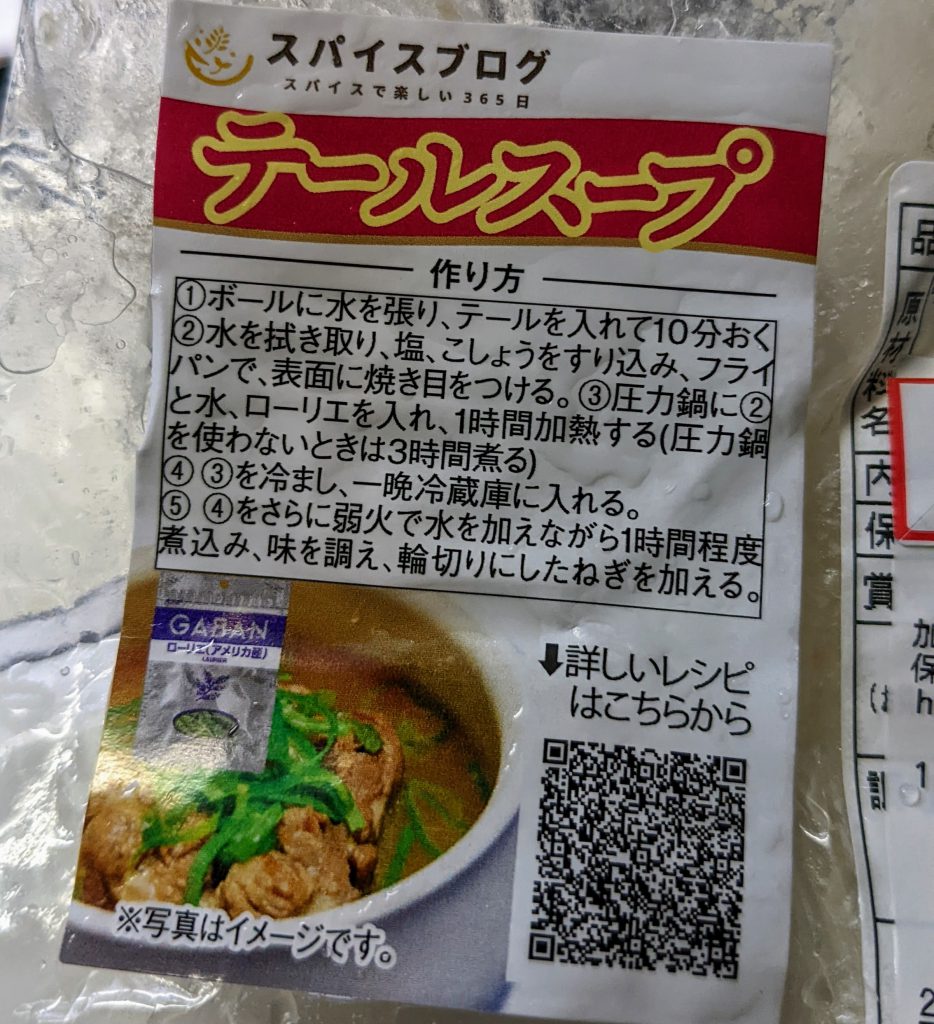 スパイスブログ
スパイスで楽しい365日
テールスープ
作り方
①ボールに水を張り、テールを入れて10分おく
②水を拭き取り、塩、こしょうをすり込み、フライ
パンで、表面に焼き目をつける。③圧力鍋に②
と水、ローリエを入れ、1時間加熱する(圧力鍋
を使わないときは3時間煮る)
④ ③を冷まし、一晩冷蔵庫に入れる。
⑤ ④をさらに弱火で水を加えながら1時間程度
煮込み、味を調え、輪切りにしたねぎを加える。
GABAN
ローリエ(アメリカ産)
LAURIER
⬇詳しいレシピ
はこちらから
※写真はイメージです。
品
原
材
料
名
内
保
賞
加
保
h
1
2